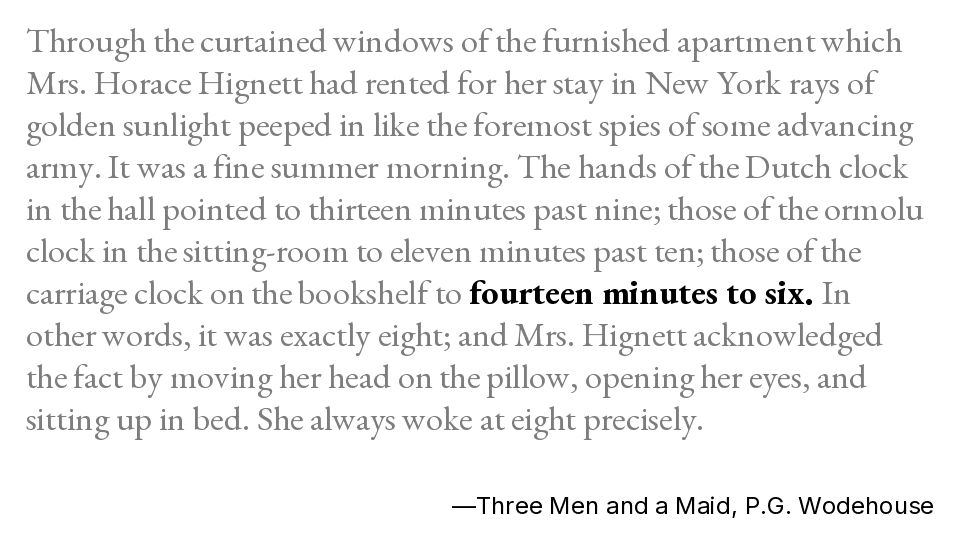 Through the curtained windows of the furnished apartment which
Mrs. Horace Hignett had rented for her stay in New York rays of
golden sunlight peeped in like the foremost spies of some advancing
army. It was a fine summer morning. The hands of the Dutch clock
in the hall pointed to thirteen minutes past nine; those of the ormolu
clock in the sitting-room to eleven minutes past ten; those of the
carriage clock on the bookshelf to fourteen minutes to six. In
other words, it was exactly eight; and Mrs. Hignett acknowledged
the fact by moving her head on the pillow, opening her eyes, and
sitting up in bed. She always woke at eight precisely.
—Three Men and a Maid, P.G. Wodehouse